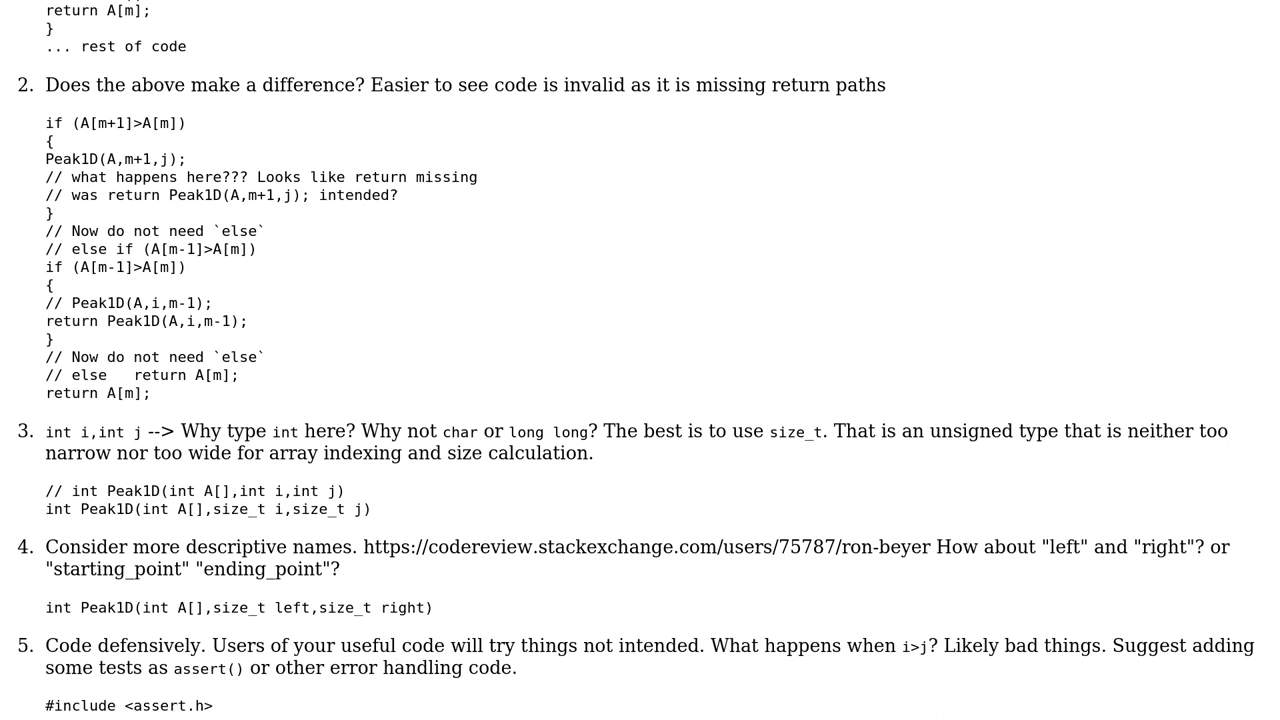 return A[m];
}
... rest of code
2. Does the above make a difference? Easier to see code is invalid as it is missing return paths
if (A[m+1]>A[m])
{
Peak1D(A,m+1,j);
// what happens here??? Looks like return missing
// was return Peak1D(A,m+1,j); intended?
}
// Now do not need `else`
// else if (A[m-1]>A[m])
if (A[m-1]>A[m])
{
// Peak1D(A,i,m-1);
return Peak1D(A,i,m-1);
}
// Now do not need `else`
// else   return A[m];
return A[m];
3. int i,int j --> Why type int here? Why not char or long long? The best is to use size_t. That is an unsigned type that is neither too
narrow nor too wide for array indexing and size calculation.
// int Peak1D(int A[],int i,int j)
int Peak1D(int A[],size_t i,size_t j)
4. Consider more descriptive names. https://codereview.stackexchange.com/users/75787/ron-beyer How about "left" and "right"? or
"starting_point" "ending_point"?
int Peak1D(int A[],size_t left,size_t right)
5. Code defensively. Users of your useful code will try things not intended. What happens when i>j? Likely bad things. Suggest adding
some tests as assert() or other error handling code.
#include <assert.h>